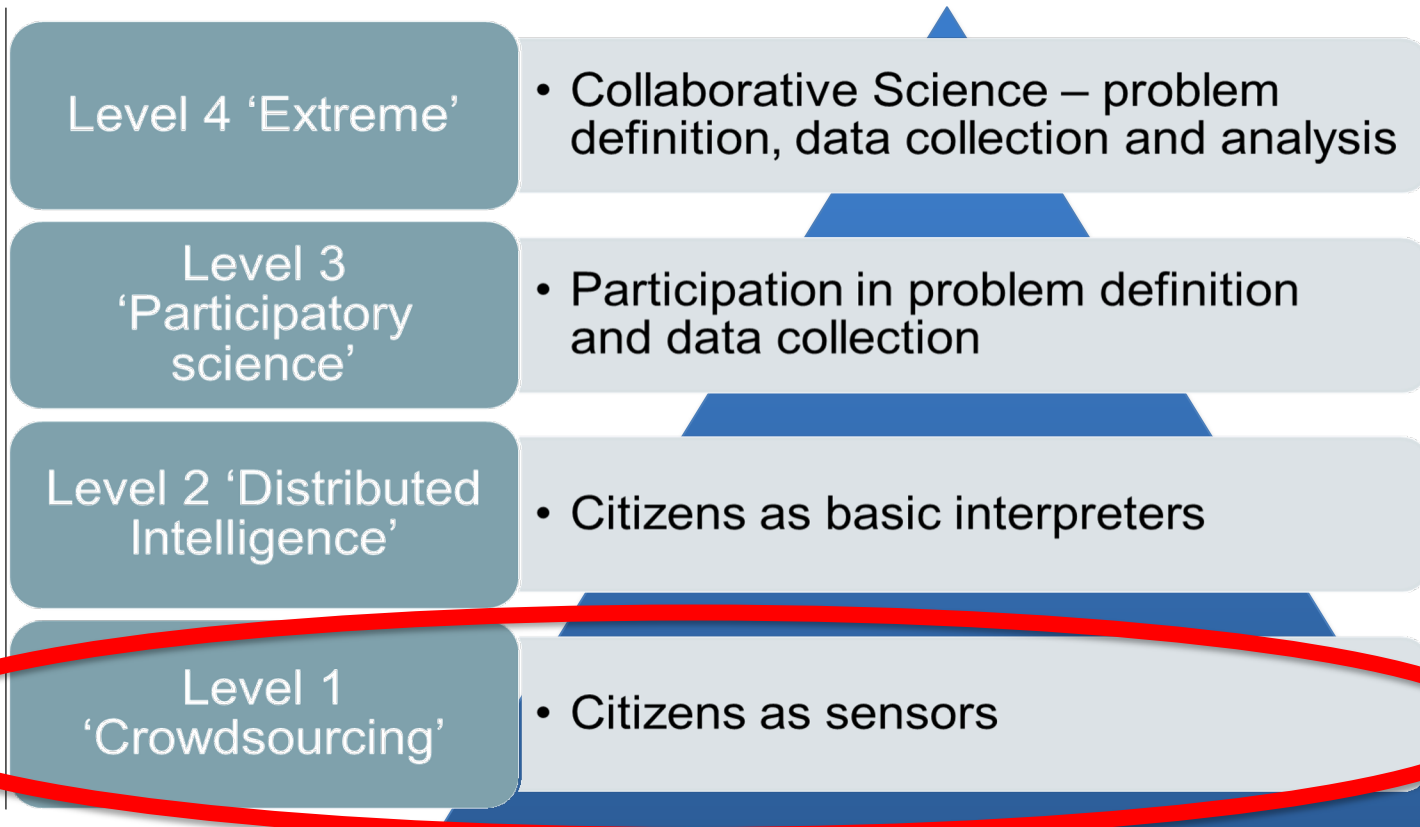 Level 4 ‘Extreme’
• Collaborative Science – problem
definition, data collection and analysis
Level 3
‘Participatory
science’
• Participation in problem definition
and data collection
Level 2 ‘Distributed
Intelligence’
• Citizens as basic interpreters
Level 1
‘Crowdsourcing’
• Citizens as sensors